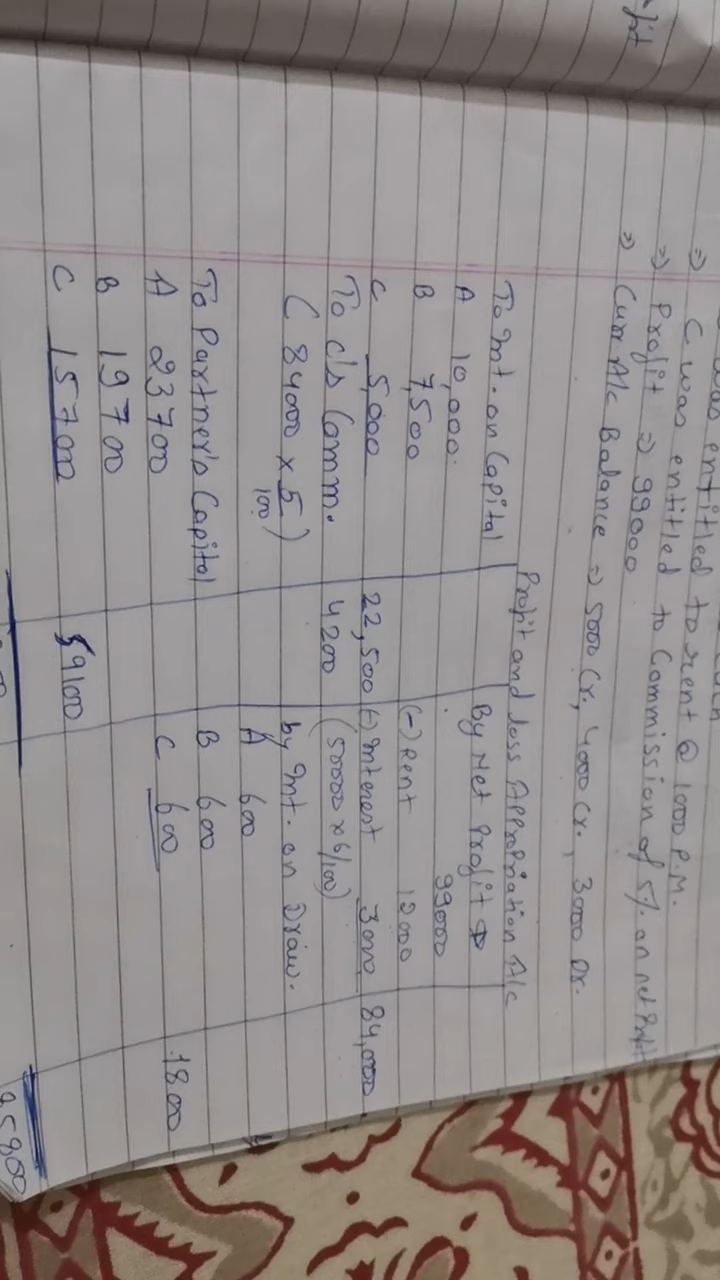 fit
was entitled to rent @ 1000 P.M.
⇒ C was entitled to Commission of 5% on net Profit
⇒ Profit ⇒ 99000
⇒ Curr A/c Balance ⇒ 5000 Cr., 4000 Cr., 3000 Dr.
Profit and loss Appropriation A/c
To Int. on Capital By Net Profit
A 10,000. 99000
B 7,500 (-) Rent 12000
C 5,000 22,500 (-) Interest 3000 84,000
To C's Comm. 4200 (50000 x 6/100)
(84000 x 5/100) by Int. on Draw.
A 600
To Partner's Capital B 600
A 23700 C 600 1800
B 19700
C 15700 59100
85800